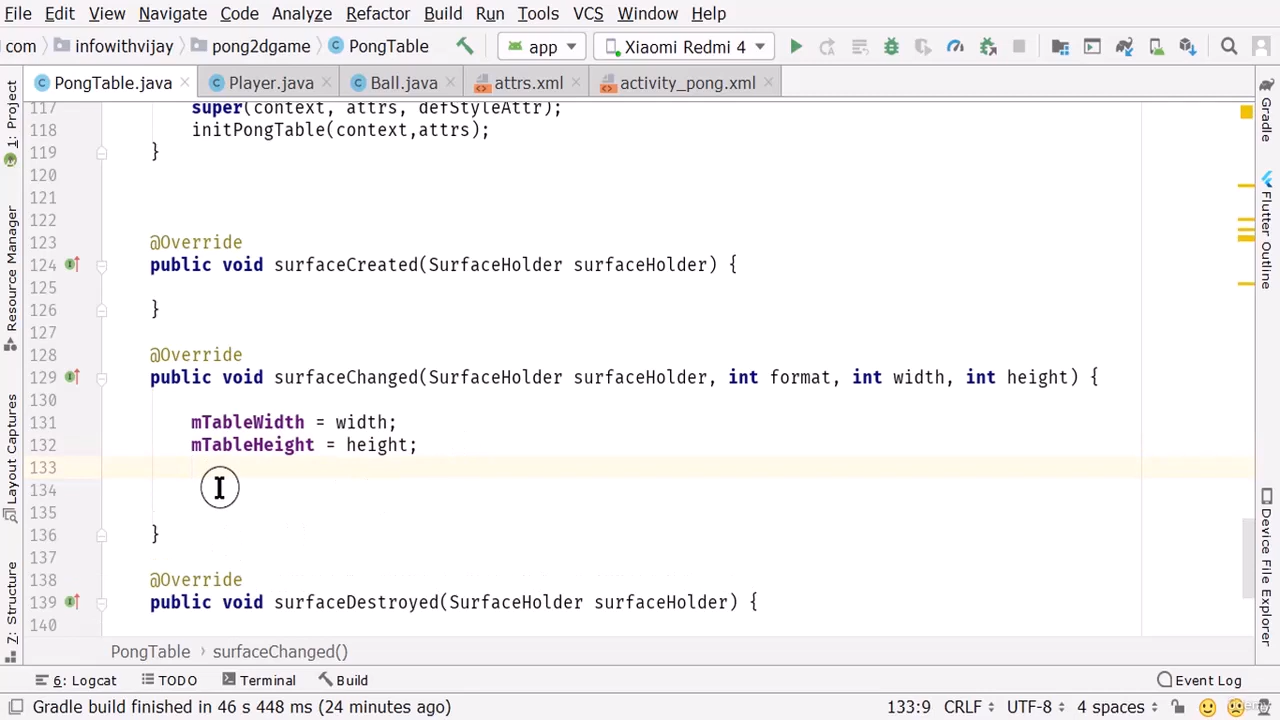 File Edit View Navigate Code Analyze Refactor Build Run Tools VCS Window Help
com infowithvijay pong2dgame PongTable app Xiaomi Redmi 4
PongTable.java Player.java Ball.java attrs.xml activity_pong.xml
117 super(context, attrs, defStyleAttr);
118 initPongTable(context,attrs);
119 }
120
121
122
123 @Override
124 public void surfaceCreated(SurfaceHolder surfaceHolder) {
125
126 }
127
128 @Override
129 public void surfaceChanged(SurfaceHolder surfaceHolder, int format, int width, int height) {
130
131 mTableWidth = width;
132 mTableHeight = height;
133
134
135
136 }
137
138 @Override
139 public void surfaceDestroyed(SurfaceHolder surfaceHolder) {
140
1: Project
Resource Manager
Layout Captures
Z: Structure
Gradle
Flutter Outline
Device File Explorer
PongTable › surfaceChanged()
6: Logcat TODO Terminal Build Event Log
Gradle build finished in 46 s 448 ms (24 minutes ago) 133:9 CRLF UTF-8 4 spaces